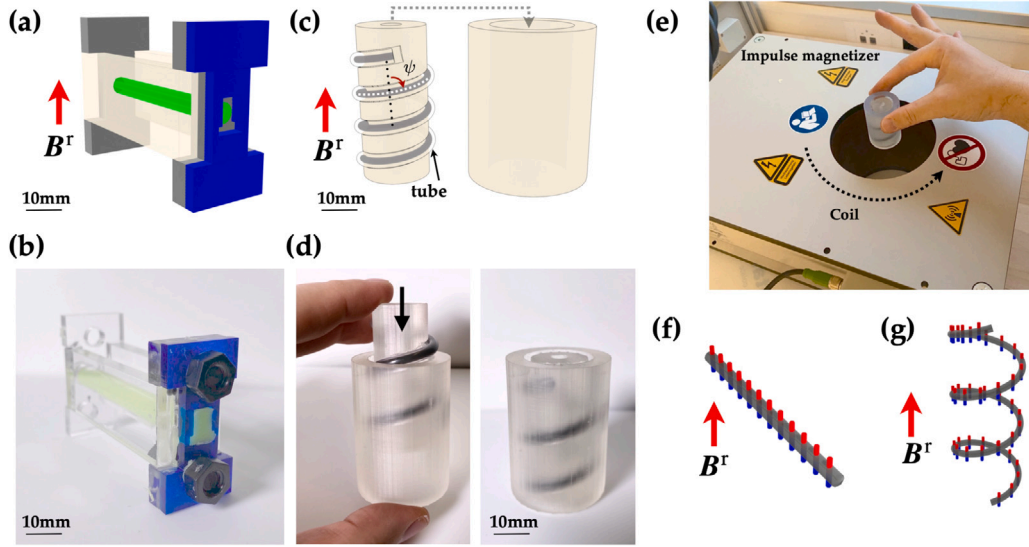 (a)
B^r
10mm
(b)
10mm
(c)
ψ
B^r
tube
10mm
(d)
10mm
(e)
Impulse magnetizer
Coil
(f)
B^r
(g)
B^r